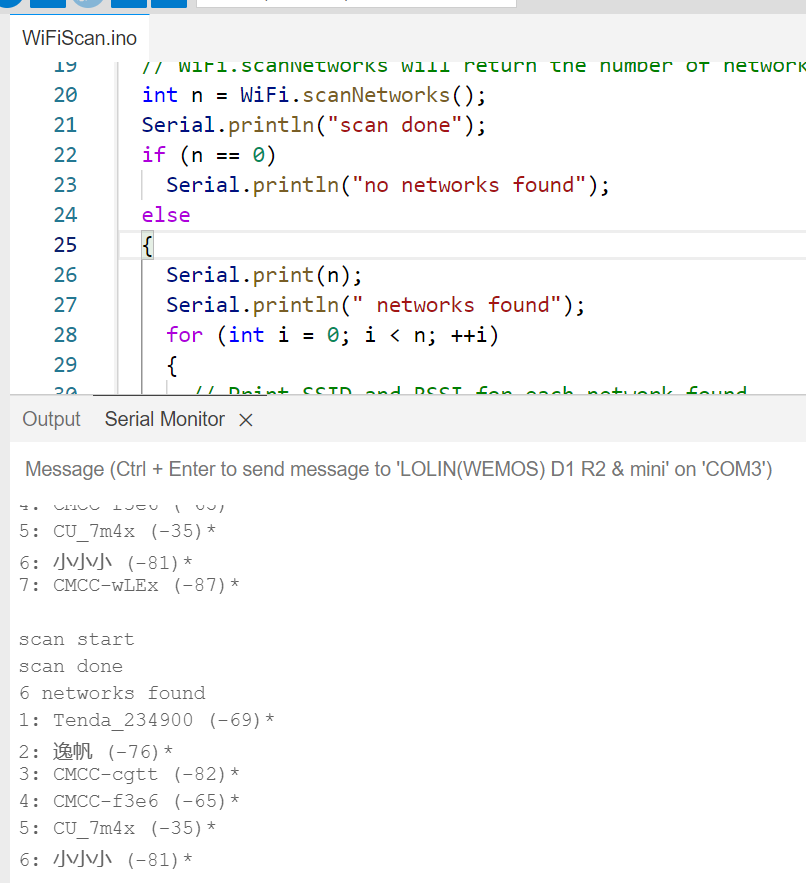 WiFiScan.ino
19 // WiFi.scanNetworks will return the number of network
20 int n = WiFi.scanNetworks();
21 Serial.println("scan done");
22 if (n == 0)
23 Serial.println("no networks found");
24 else
25 {
26 Serial.print(n);
27 Serial.println(" networks found");
28 for (int i = 0; i < n; ++i)
29 {
30 // Print SSID and RSSI for each network found
Output Serial Monitor ×
Message (Ctrl + Enter to send message to 'LOLIN(WEMOS) D1 R2 & mini' on 'COM3')
4: CMCC-f3e6 (-65)
5: CU_7m4x (-35)*
6: 小小小 (-81)*
7: CMCC-wLEx (-87)*
scan start
scan done
6 networks found
1: Tenda_234900 (-69)*
2: 逸帆 (-76)*
3: CMCC-cgtt (-82)*
4: CMCC-f3e6 (-65)*
5: CU_7m4x (-35)*
6: 小小小 (-81)*